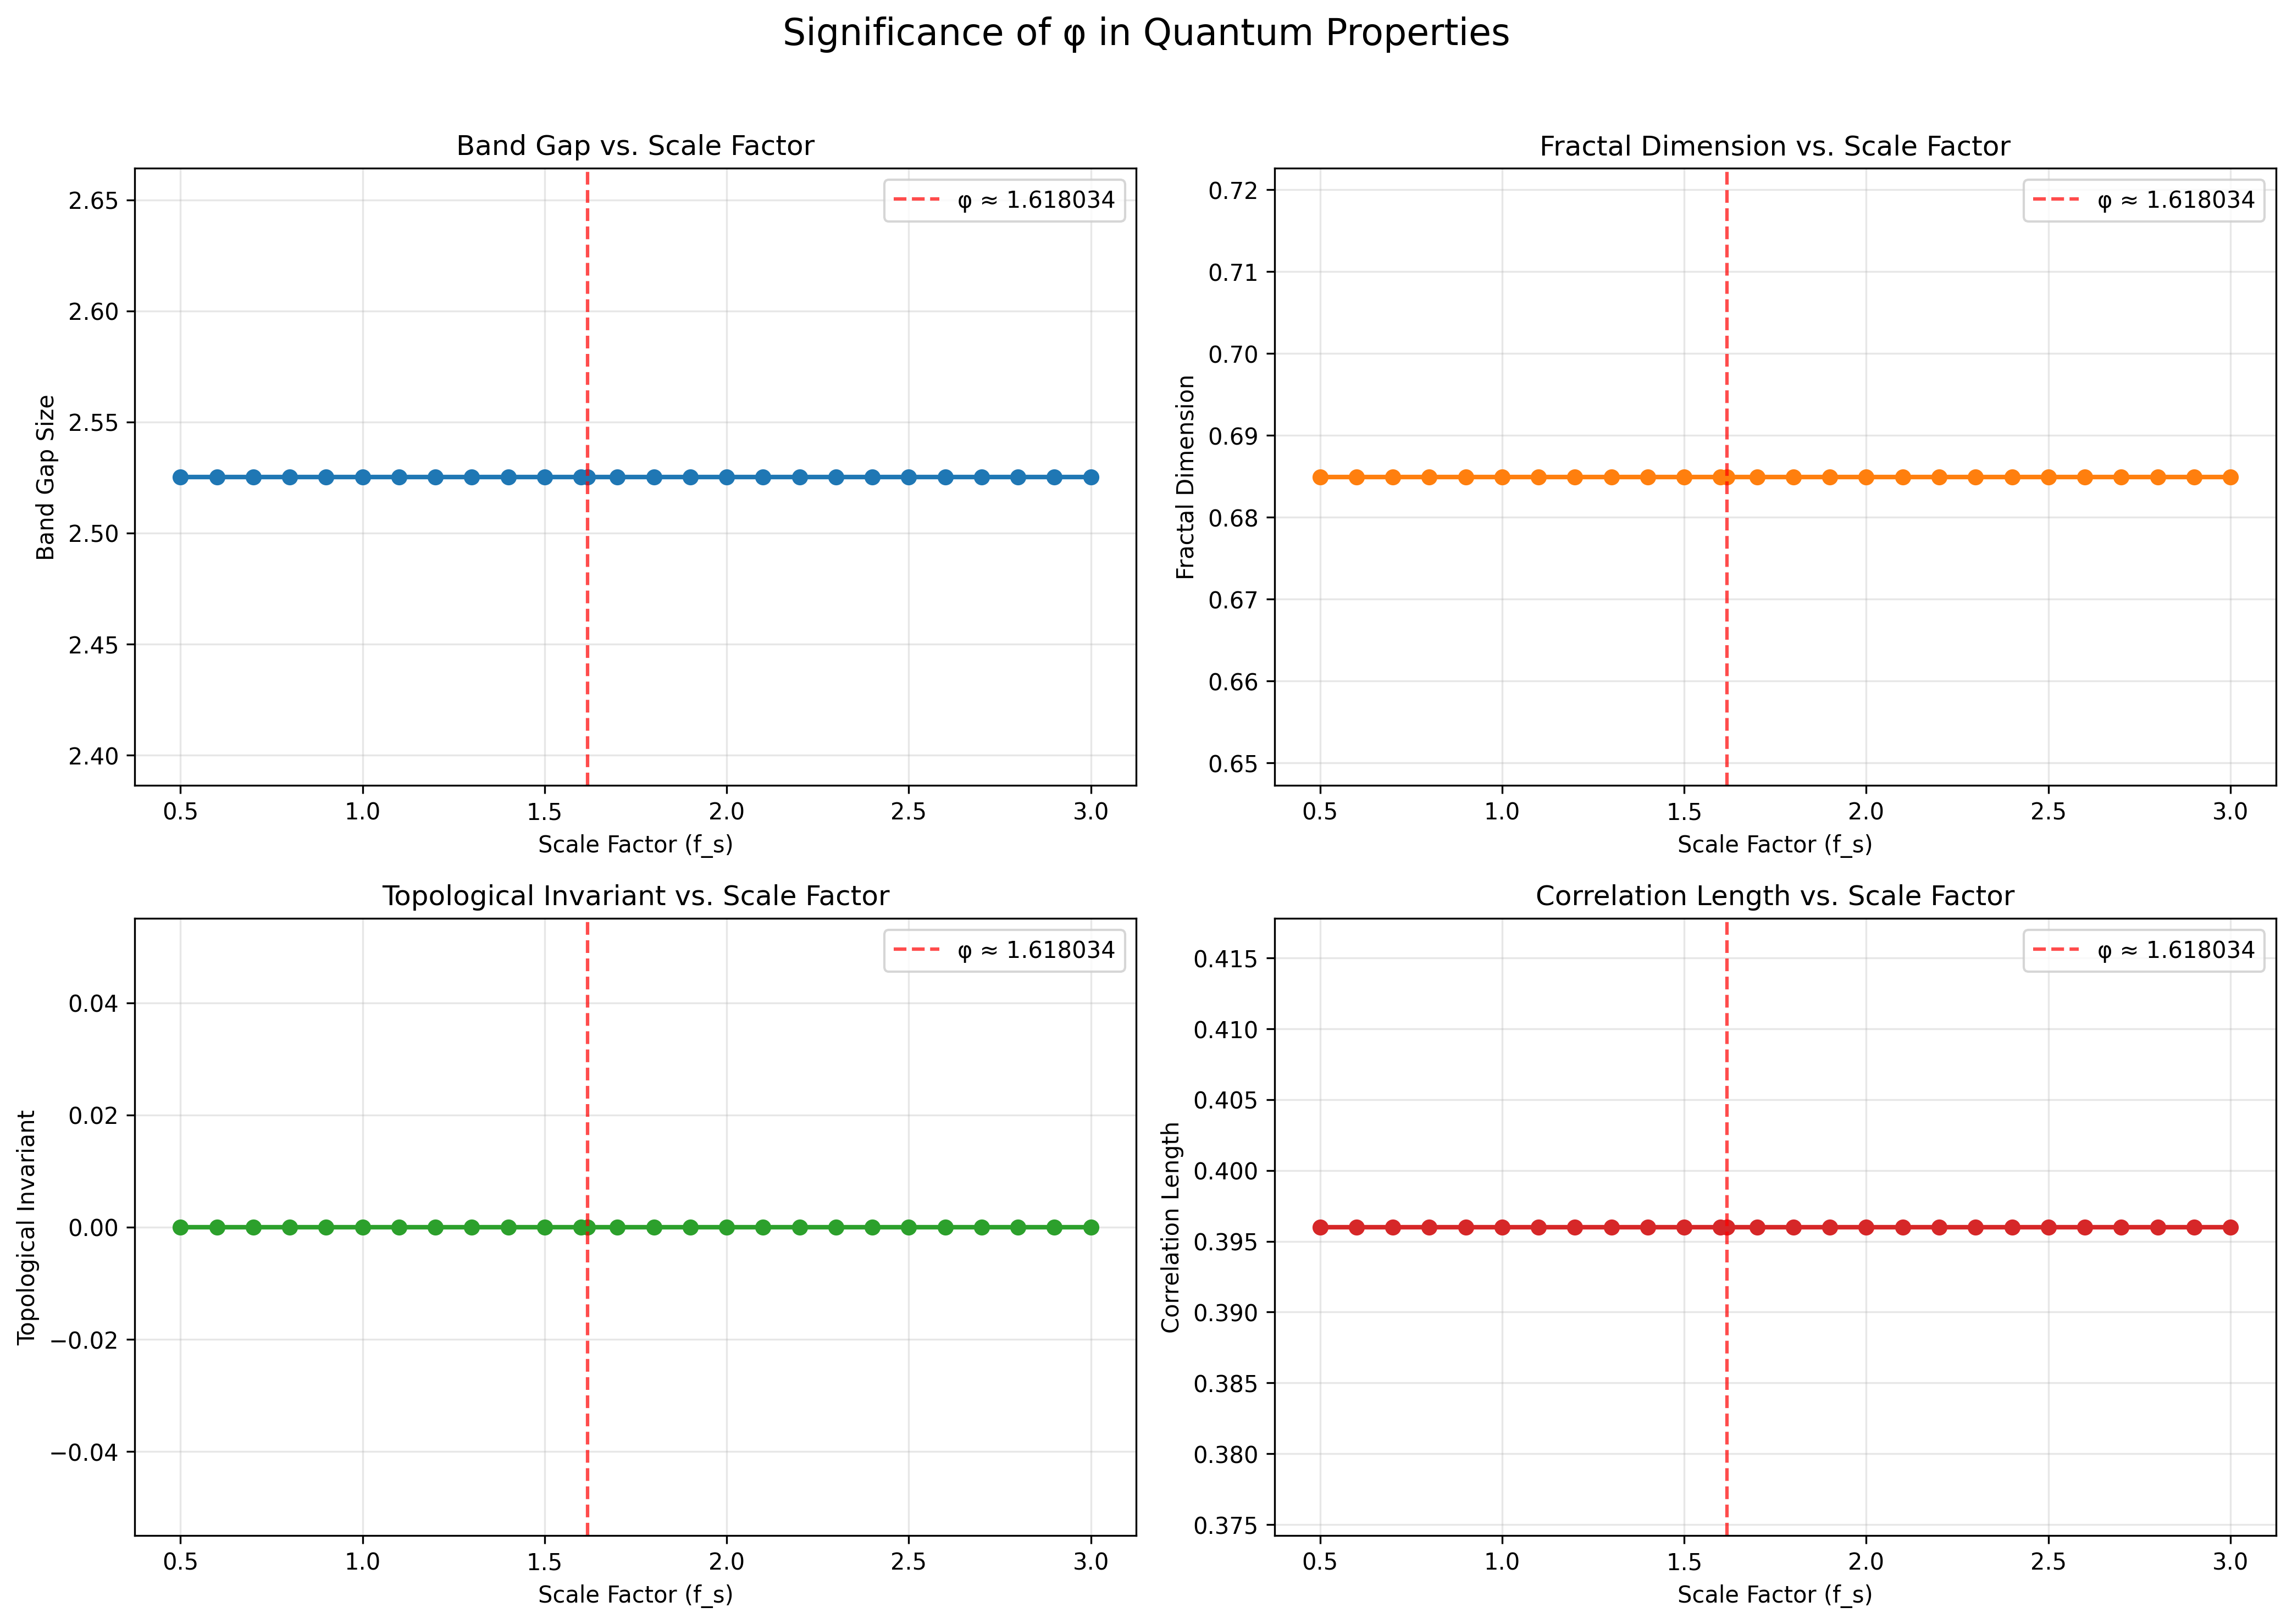 Significance of φ in Quantum Properties
Band Gap vs. Scale Factor
φ ≈ 1.618034
2.65
2.60
2.55
2.50
2.45
2.40
Band Gap Size
0.5 1.0 1.5 2.0 2.5 3.0
Scale Factor (f_s)
Fractal Dimension vs. Scale Factor
φ ≈ 1.618034
0.72
0.71
0.70
0.69
0.68
0.67
0.66
0.65
Fractal Dimension
0.5 1.0 1.5 2.0 2.5 3.0
Scale Factor (f_s)
Topological Invariant vs. Scale Factor
φ ≈ 1.618034
0.04
0.02
0.00
−0.02
−0.04
Topological Invariant
0.5 1.0 1.5 2.0 2.5 3.0
Scale Factor (f_s)
Correlation Length vs. Scale Factor
φ ≈ 1.618034
0.415
0.410
0.405
0.400
0.395
0.390
0.385
0.380
0.375
Correlation Length
0.5 1.0 1.5 2.0 2.5 3.0
Scale Factor (f_s)